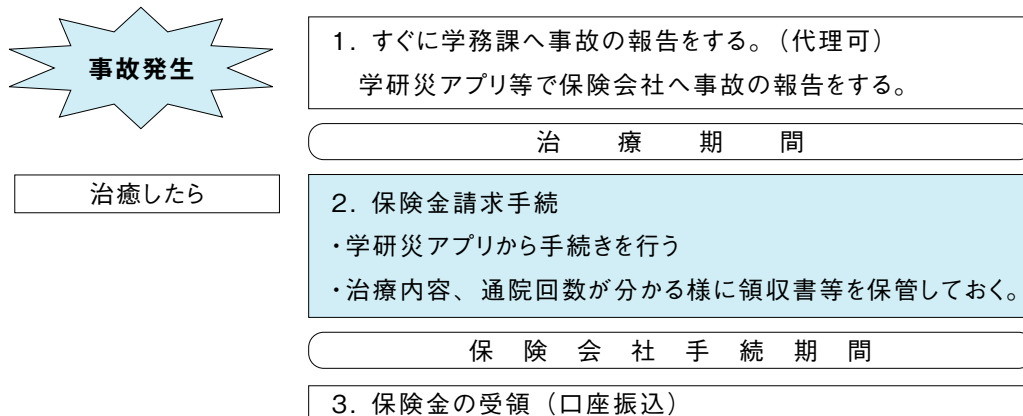 事故発生
1. すぐに学務課へ事故の報告をする。(代理可)
学研災アプリ等で保険会社へ事故の報告をする。
治療期間
治癒したら
2. 保険金請求手続
・学研災アプリから手続きを行う
・治療内容、通院回数が分かる様に領収書等を保管しておく。
保険会社手続期間
3. 保険金の受領(口座振込)